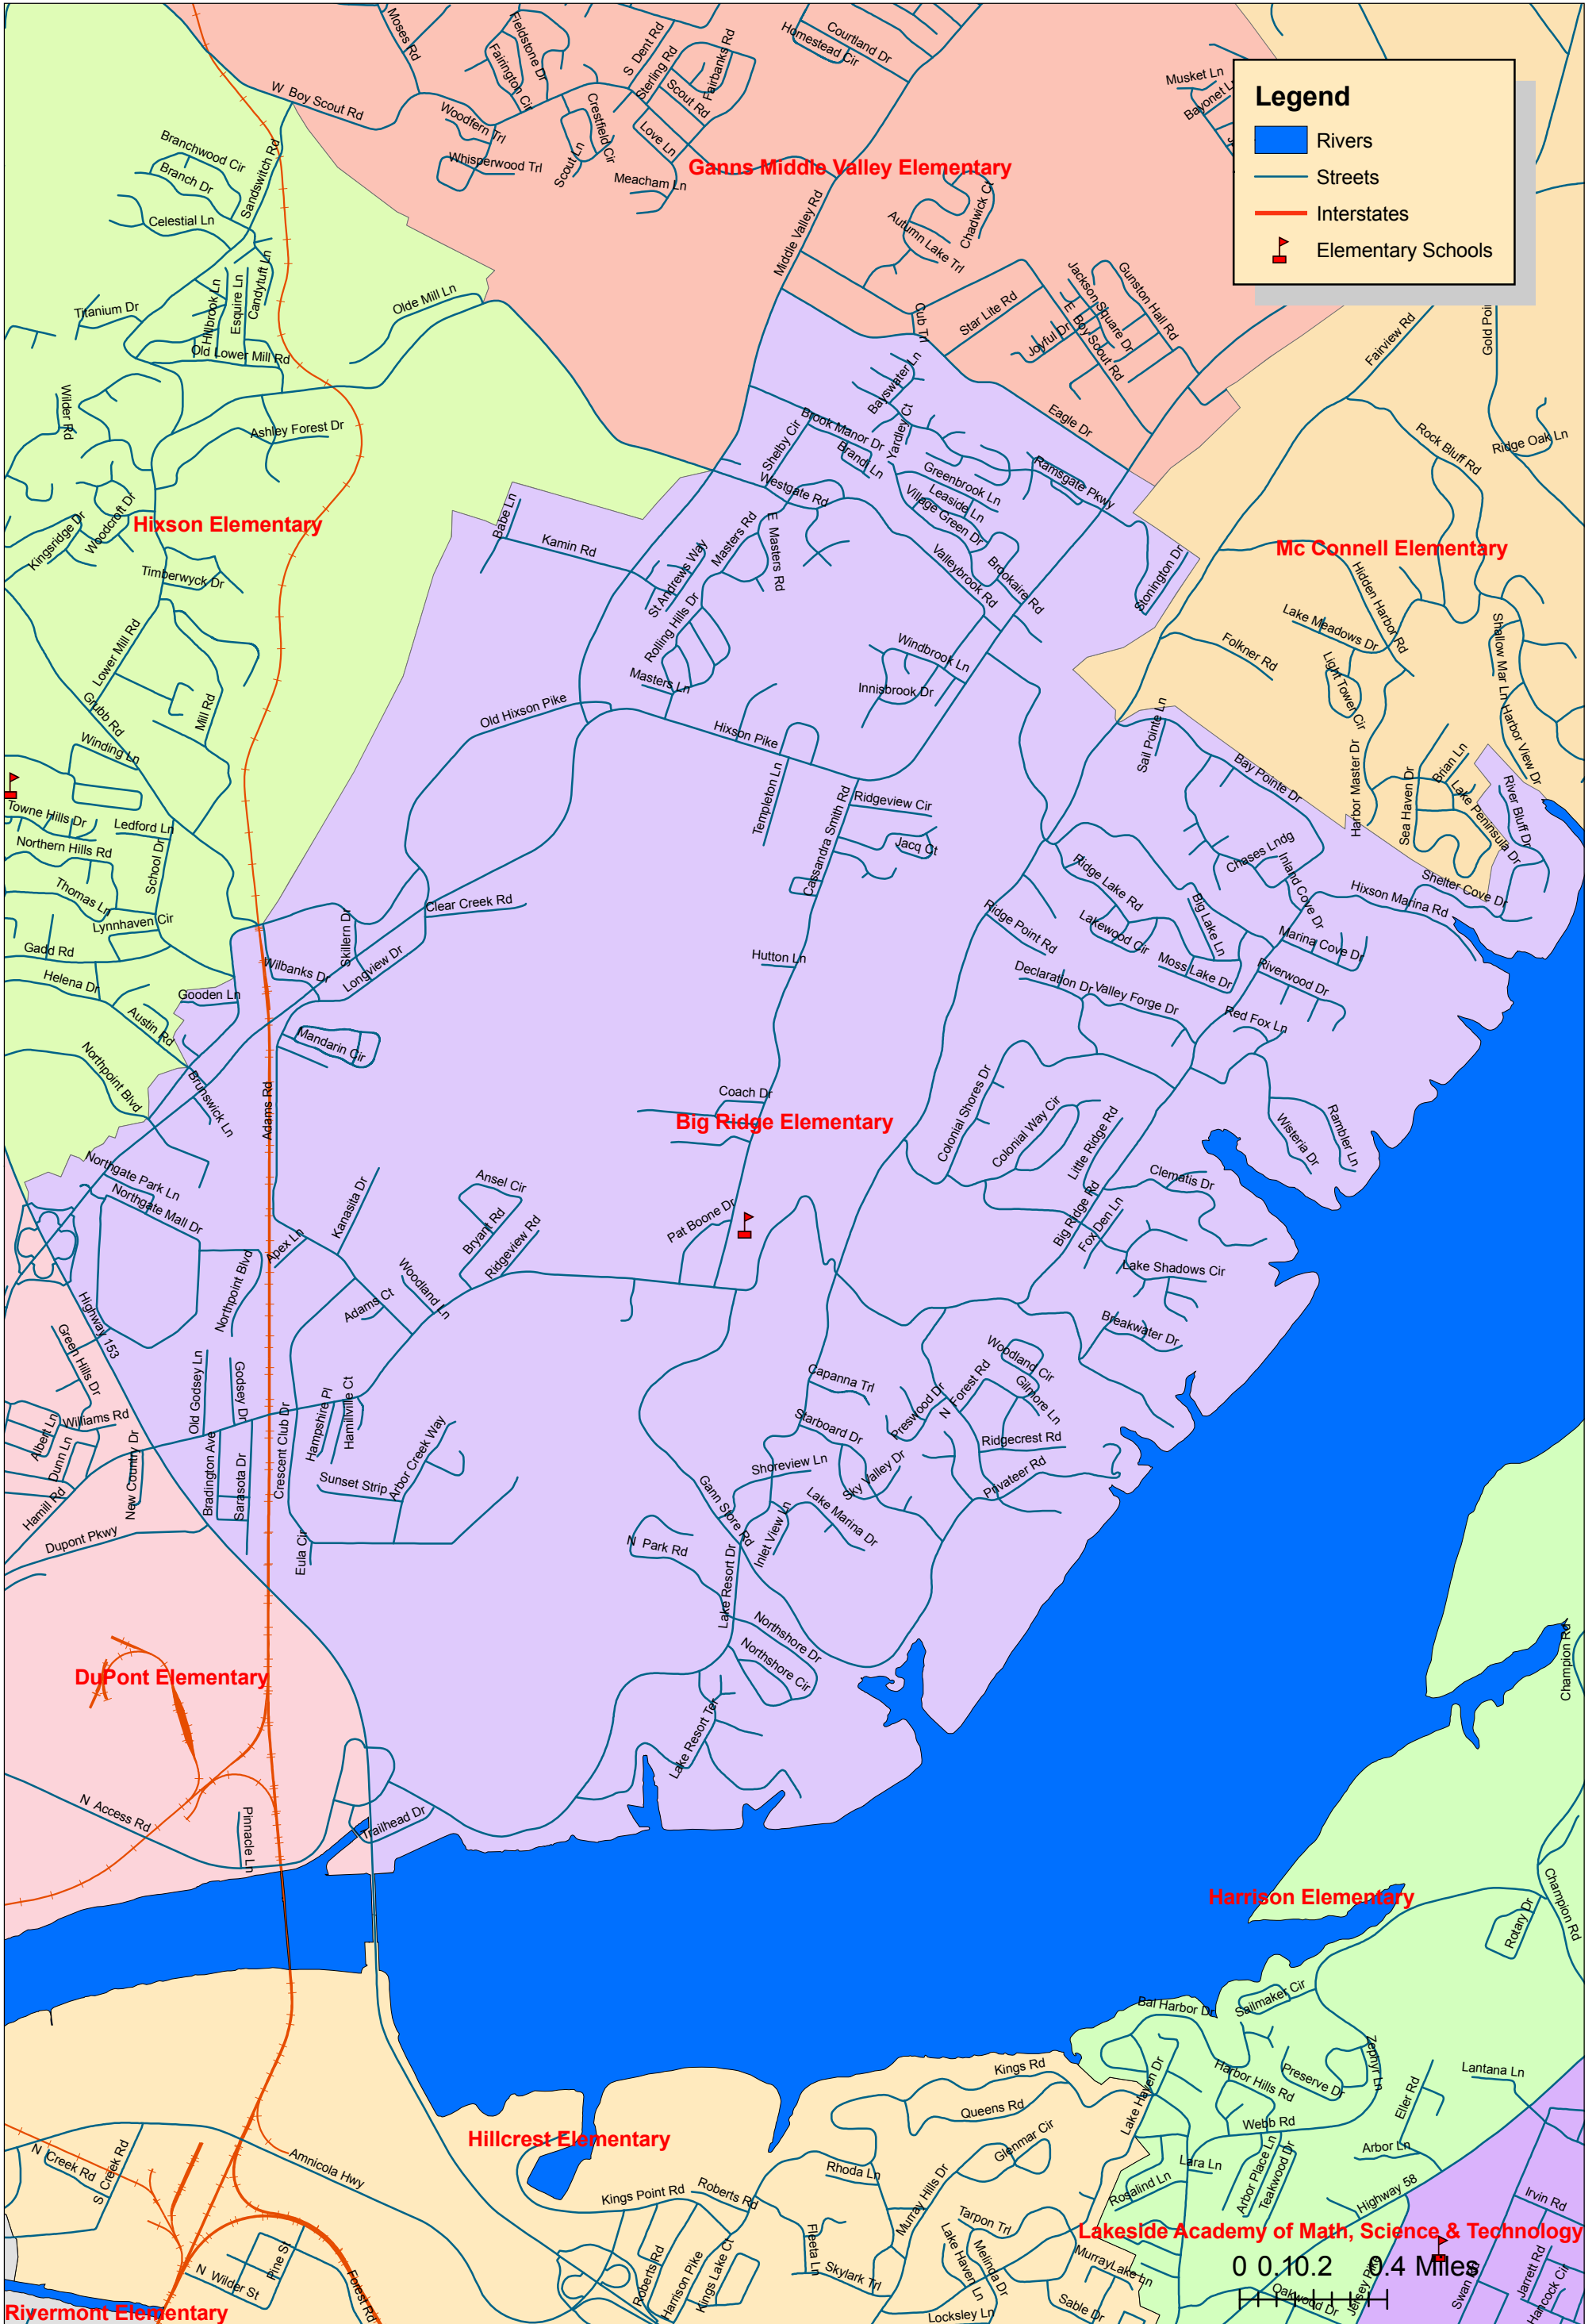 Legend
Rivers
Streets
Interstates
Elementary Schools
Moses Rd
Fieldstone Dr
Fairington Cir
S Dent Rd
Sterling Rd
Fairbanks Rd
Scout Rd
Homestead Cir
Courtland Dr
Musket Ln
W Boy Scout Rd
Woodfern Trl
Whisperwood Trl
Crestfield Cir
Scout Ln
Love Ln
Meacham Ln
Ganns Middle Valley Elementary
Middle Valley Rd
Autumn Lake Trl
Chadwick Ct
Branchwood Cir
Branch Dr
Sandswitch Rd
Celestial Ln
Titanium Dr
Hillbrook Ln
Esquire Ln
Candytuft Ln
Old Lower Mill Rd
Olde Mill Ln
Cub Trl
Star Lite Rd
Joyful Dr
Jackson Square Dr
E Boy Scout Rd
Gunston Hall Rd
Eagle Dr
Fairview Rd
Rock Bluff Rd
Ridge Oak Ln
Wilder Rd
Ashley Forest Dr
Hixson Elementary
Kingsridge Dr
Woodcroft Dr
Timberwyck Dr
Lower Mill Rd
Grubb Rd
Mill Rd
Winding Ln
Bayswater Ln
Brook Manor Dr
Yardley Ct
Brandi Ln
Shelby Cir
Westgate Rd
Greenbrook Ln
Leaside Ln
Village Green Dr
Ramsgate Pkwy
Valleybrook Rd
Brookaire Rd
Stonington Dr
Babe Ln
Kamin Rd
Masters Rd
E Masters Rd
St Andrews Way
Rolling Hills Dr
Masters Ln
Windbrook Ln
Innisbrook Dr
Mc Connell Elementary
Hidden Harbor Rd
Lake Meadows Dr
Light Tower Cir
Folkner Rd
Shallow Mar Ln
Harbor View Dr
Harbor Master Dr
Sea Haven Dr
Brian Ln
Lake Peninsula Dr
River Bluff Dr
Sail Pointe Ln
Bay Pointe Dr
Old Hixson Pike
Hixson Pike
Templeton Ln
Cassandra Smith Rd
Ridgeview Cir
Jacq Ct
Towne Hills Dr
Ledford Ln
Northern Hills Rd
School Dr
Thomas Ln
Lynnhaven Cir
Gadd Rd
Helena Dr
Austin Rd
Northpoint Blvd
Gooden Ln
Wilbanks Dr
Skillern Dr
Longview Dr
Clear Creek Rd
Mandarin Cir
Brunswick Ln
Adams Rd
Hutton Ln
Coach Dr
Big Ridge Elementary
Ridge Lake Rd
Lakewood Cir
Ridge Point Rd
Big Lake Ln
Moss Lake Dr
Chases Lndg
Inland Cove Dr
Hixson Marina Rd
Shelter Cove Dr
Marina Cove Dr
Riverwood Dr
Red Fox Ln
Declaration Dr
Valley Forge Dr
Colonial Shores Dr
Colonial Way Cir
Little Ridge Rd
Wisteria Dr
Rambler Ln
Clematis Dr
Big Ridge Rd
Fox Den Ln
Lake Shadows Cir
Breakwater Dr
Northgate Park Ln
Northgate Mall Dr
Northpoint Blvd
Kanasita Dr
Apex Ln
Ansel Cir
Bryant Rd
Ridgeview Rd
Pat Boone Dr
Adams Ct
Woodland Ln
Highway 153
Green Hills Dr
Old Godsey Ln
Godsey Dr
Crescent Club Dr
Hampshire Pl
Hamillville Ct
Arbor Creek Way
Sunset Strip
Williams Rd
Albert Ln
Dunn Ln
Hamill Rd
New Country Dr
Bradington Ave
Sarasota Dr
Eula Cir
Dupont Pkwy
Capanna Trl
Starboard Dr
Shoreview Ln
Sky Valley Dr
Preswood Dr
N Forest Rd
Woodland Cir
Gilmore Ln
Ridgecrest Rd
Privateer Rd
Gann Store Rd
Inlet View Ln
Lake Marina Dr
N Park Rd
Lake Resort Dr
Northshore Dr
Northshore Cir
Lake Resort Ter
DuPont Elementary
N Access Rd
Pinnacle Ln
Trailhead Dr
Champion Rd
Harrison Elementary
Champion Rd
Rotary Dr
Sailmaker Cir
Bal Harbor Dr
Zephyr Ln
Preserve Dr
Harbor Hills Rd
Lake Haven Dr
Webb Rd
Eller Rd
Lantana Ln
Arbor Ln
Arbor Place Ln
Teakwood Dr
Lara Ln
Rosalind Ln
Highway 58
Irvin Rd
Kings Rd
Queens Rd
Glenmar Cir
Hillcrest Elementary
Rhoda Ln
Murray Hills Dr
Kings Point Rd
Roberts Rd
Tarpon Trl
Lake Haven Ln
Melinda Dr
Fleeta Ln
Skylark Trl
Roberts Rd
Harrison Pike
Kings Lake Ct
Locksley Ln
Murray Lake Ln
Sable Dr
Lakeside Academy of Math, Science & Technology
0 0.10.2 0.4 Miles
Oakwood Dr
Jersey Pike
Jarrett Rd
Hancock Cir
N Creek Rd
S Creek Rd
Amnicola Hwy
N Wilder St
Pine St
Forest Rd
Rivermont Elementary